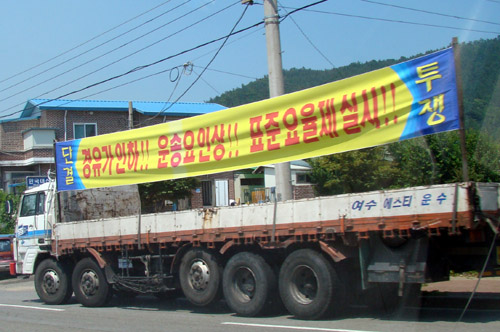 단결 경유가인하!! 운송요인상!! 표준요율제실시!! 투쟁
여수 에스티 운수